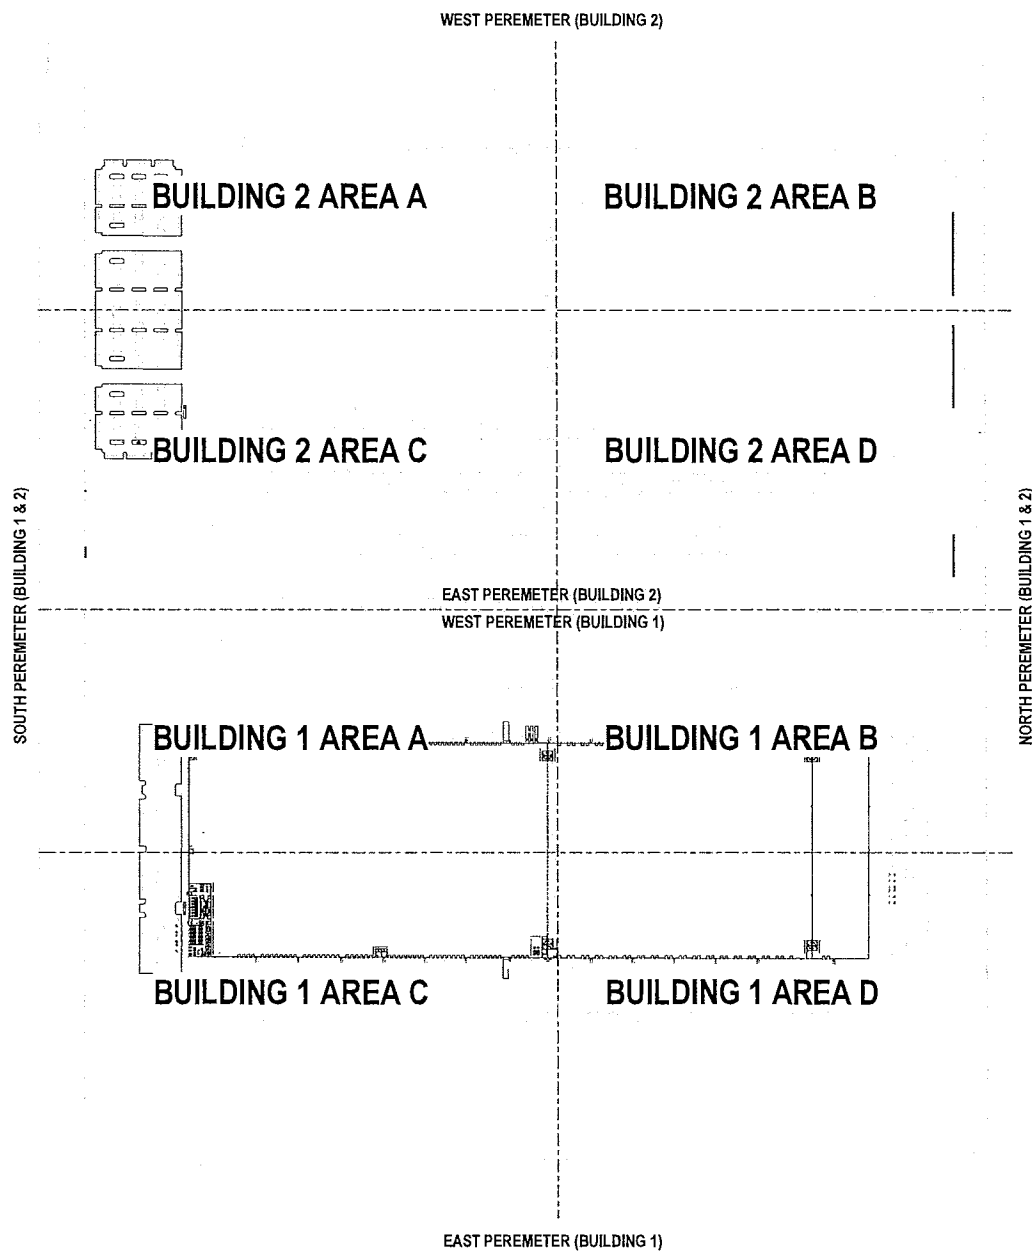 WEST PEREMETER (BUILDING 2)
BUILDING 2 AREA A
BUILDING 2 AREA B
BUILDING 2 AREA C
BUILDING 2 AREA D
SOUTH PEREMETER (BUILDING 1 & 2)
NORTH PEREMETER (BUILDING 1 & 2)
EAST PEREMETER (BUILDING 2)
WEST PEREMETER (BUILDING 1)
BUILDING 1 AREA A
BUILDING 1 AREA B
BUILDING 1 AREA C
BUILDING 1 AREA D
EAST PEREMETER (BUILDING 1)